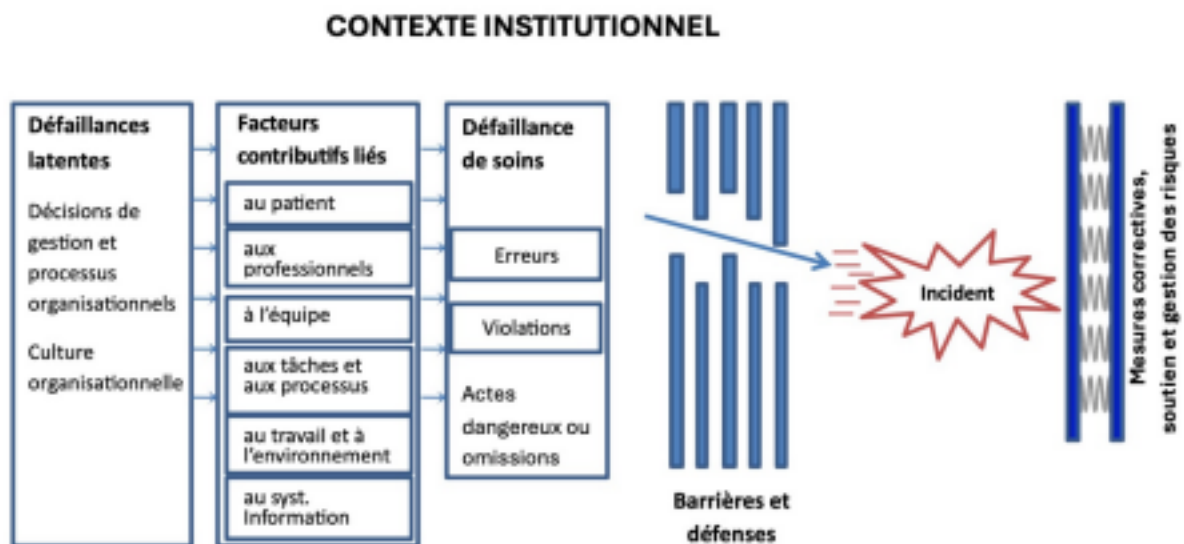 CONTEXTE INSTITUTIONNEL
Défaillances
latentes
Décisions de
gestion et
processus
organisationnels
Culture
organisationnelle
Facteurs
contributifs liés
au patient
aux
professionnels
à l'équipe
aux tâches et
aux processus
au travail et à
l'environnement
au syst.
Information
Défaillance
de soins
Erreurs
Violations
Actes
dangereux ou
omissions
Barrières et
défenses
Incident
Mesures correctives,
soutien et gestion des risques